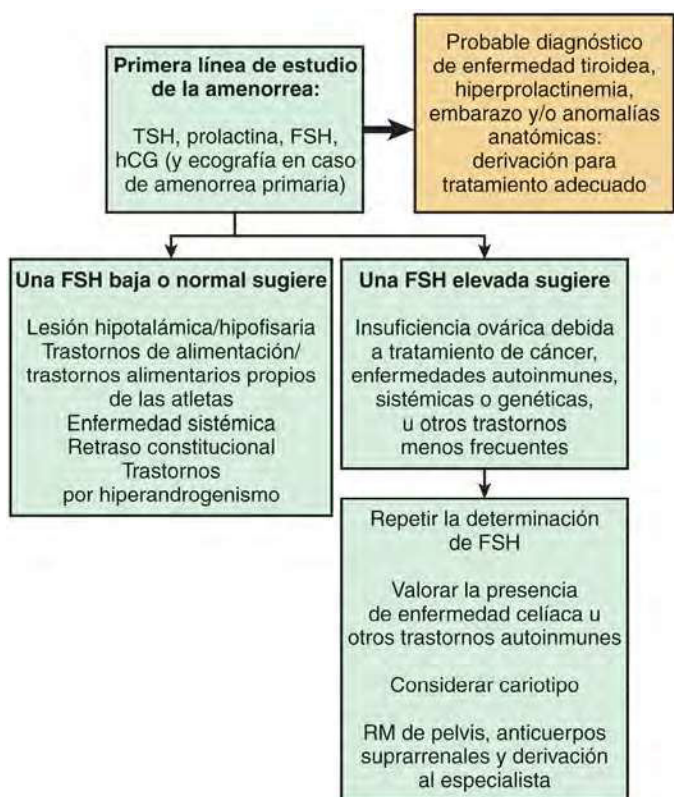 Primera línea de estudio
de la amenorrea:
TSH, prolactina, FSH,
hCG (y ecografía en caso
de amenorrea primaria)
Probable diagnóstico
de enfermedad tiroidea,
hiperprolactinemia,
embarazo y/o anomalías
anatómicas:
derivación para
tratamiento adecuado
Una FSH baja o normal sugiere
Lesión hipotalámica/hipofisaria
Trastornos de alimentación/
trastornos alimentarios propios
de las atletas
Enfermedad sistémica
Retraso constitucional
Trastornos
por hiperandrogenismo
Una FSH elevada sugiere
Insuficiencia ovárica debida
a tratamiento de cáncer,
enfermedades autoinmunes,
sistémicas o genéticas,
u otros trastornos
menos frecuentes
Repetir la determinación
de FSH
Valorar la presencia
de enfermedad celíaca u
otros trastornos autoinmunes
Considerar cariotipo
RM de pelvis, anticuerpos
suprarrenales y derivación
al especialista